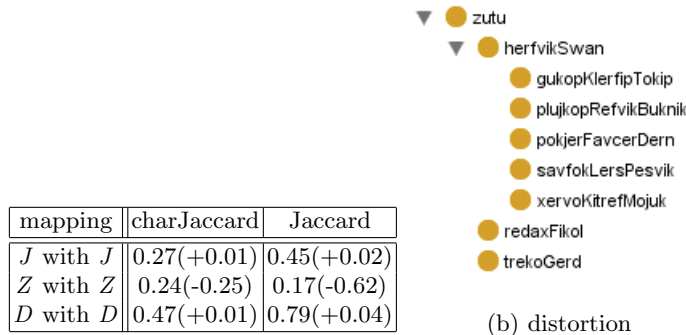 zutu
herfvikSwan
gukopKlerfipTokip
plujkopRefvikBuknik
pokjerFavcerDern
savfokLersPesvik
xervoKitrefMojuk
redaxFikol
trekoGerd
(b) distortion
mapping charJaccard Jaccard
J with J 0.27(+0.01) 0.45(+0.02)
Z with Z 0.24(-0.25) 0.17(-0.62)
D with D 0.47(+0.01) 0.79(+0.04)